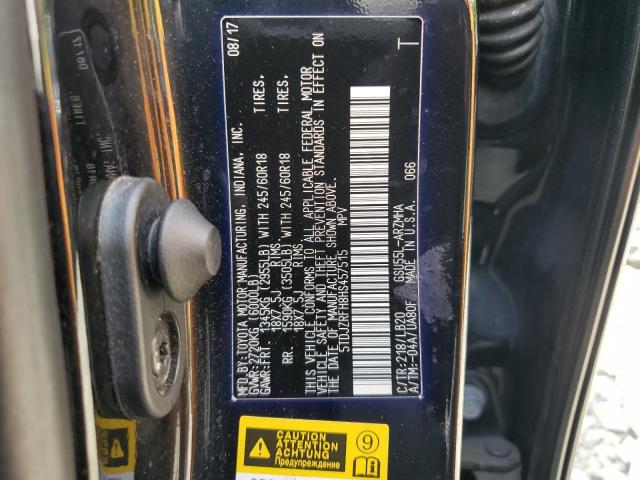 MFD.BY:TOYOTA MOTOR MANUFACTURING, INDIANA, INC. 08/17
GVWR:2720KG (6000LB)
GAWR:FRT. 1345KG (2955LB) WITH 245/60R18 TIRES,
18X7.5J RIMS,
RR. 1590KG (3505LB) WITH 245/60R18 TIRES,
18X7.5J RIMS,
THIS VEHICLE CONFORMS TO ALL APPLICABLE FEDERAL MOTOR
VEHICLE SAFETY AND THEFT PREVENTION STANDARDS IN EFFECT ON
THE DATE OF MANUFACTURE SHOWN ABOVE.
5TDJZRFH8HS457515 MPV
C/TR:218/LB20 GSU55L-ARZMHA 066 T
A/TM:-04A/UA80F MADE IN U.S.A.
CAUTION
ATTENTION
ACHTUNG
Предупреждение
9